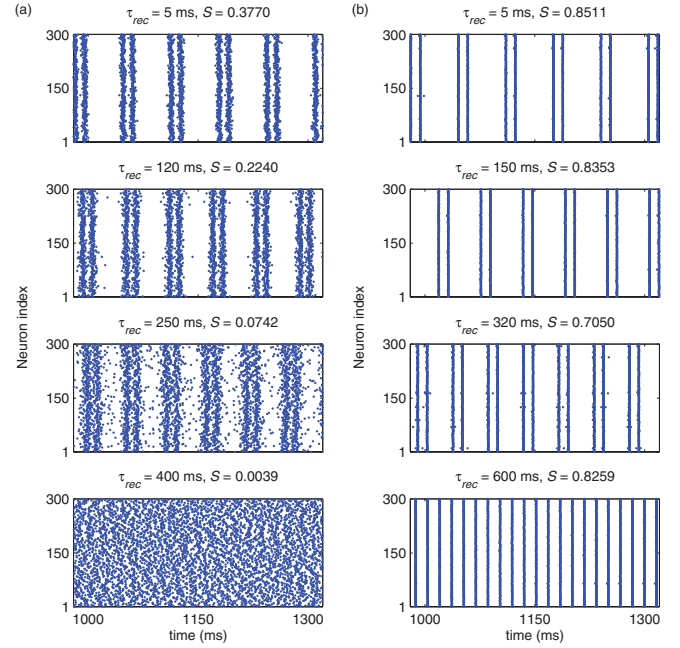 (a)
τrec = 5 ms, S = 0.3770
300
150
1
τrec = 120 ms, S = 0.2240
300
150
1
τrec = 250 ms, S = 0.0742
300
150
1
τrec = 400 ms, S = 0.0039
300
150
1
1000 1150 1300
time (ms)
Neuron index
(b)
τrec = 5 ms, S = 0.8511
300
150
1
τrec = 150 ms, S = 0.8353
300
150
1
τrec = 320 ms, S = 0.7050
300
150
1
τrec = 600 ms, S = 0.8259
300
150
1
1000 1150 1300
time (ms)
Neuron index